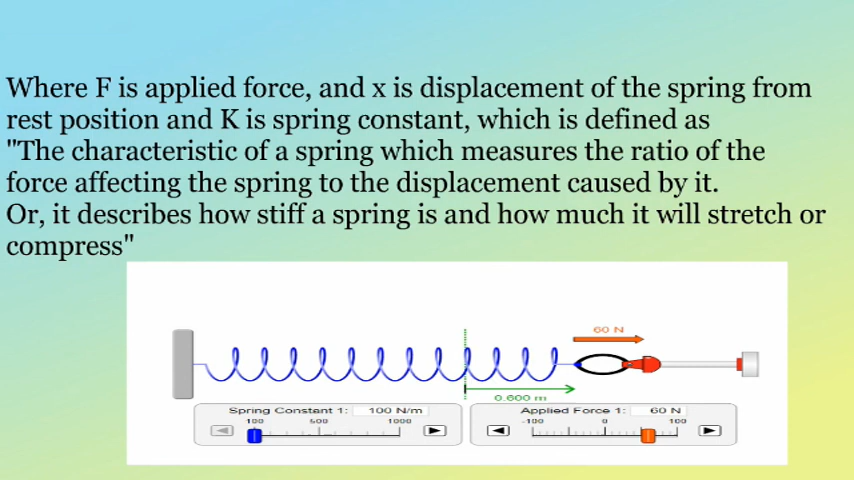 Where F is applied force, and x is displacement of the spring from
rest position and K is spring constant, which is defined as
"The characteristic of a spring which measures the ratio of the
force affecting the spring to the displacement caused by it.
Or, it describes how stiff a spring is and how much it will stretch or
compress"
60 N
0.600 m
Spring Constant 1: 100 N/m
100 500 1000
Applied Force 1: 60 N
-100 0 100